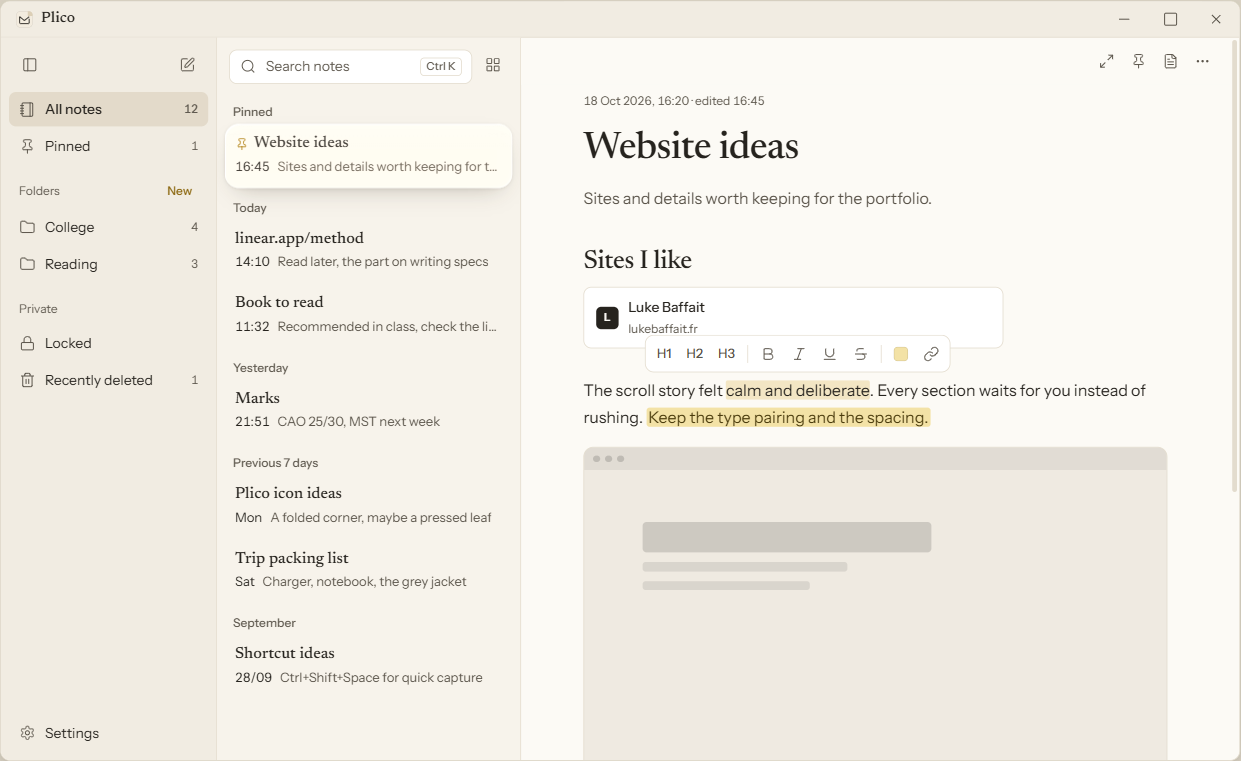 Plico
All notes 12
Pinned 1
Folders New
College 4
Reading 3
Private
Locked
Recently deleted 1
Settings
Search notes Ctrl K
Pinned
Website ideas
16:45 Sites and details worth keeping for t...
Today
linear.app/method
14:10 Read later, the part on writing specs
Book to read
11:32 Recommended in class, check the li...
Yesterday
Marks
21:51 CAO 25/30, MST next week
Previous 7 days
Plico icon ideas
Mon A folded corner, maybe a pressed leaf
Trip packing list
Sat Charger, notebook, the grey jacket
September
Shortcut ideas
28/09 Ctrl+Shift+Space for quick capture
18 Oct 2026, 16:20·edited 16:45
Website ideas
Sites and details worth keeping for the portfolio.
Sites I like
L
Luke Baffait
lukebaffait.fr
H1 H2 H3 B I U S
The scroll story felt calm and deliberate. Every section waits for you instead of
rushing. Keep the type pairing and the spacing.